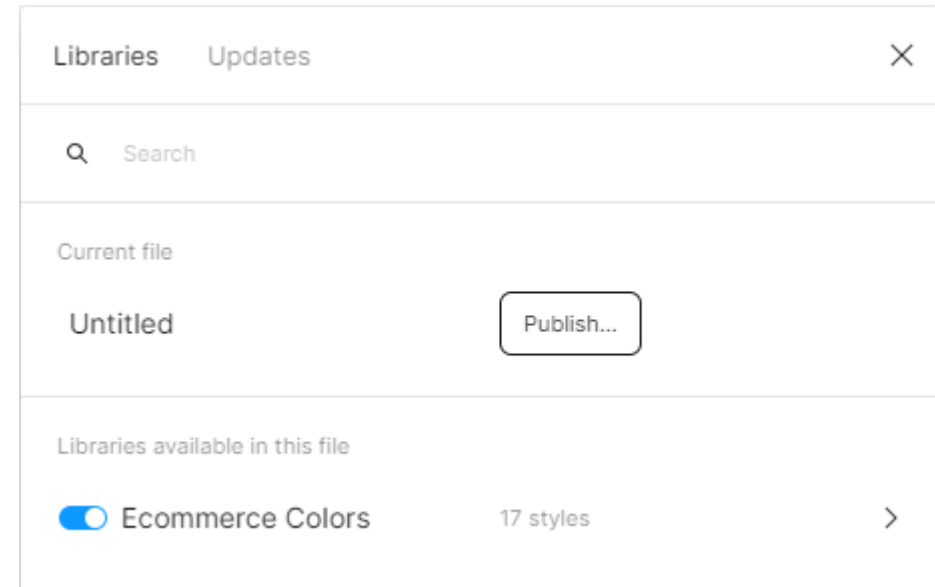 Libraries Updates
Search
Current file
Untitled Publish...
Libraries available in this file
Ecommerce Colors 17 styles